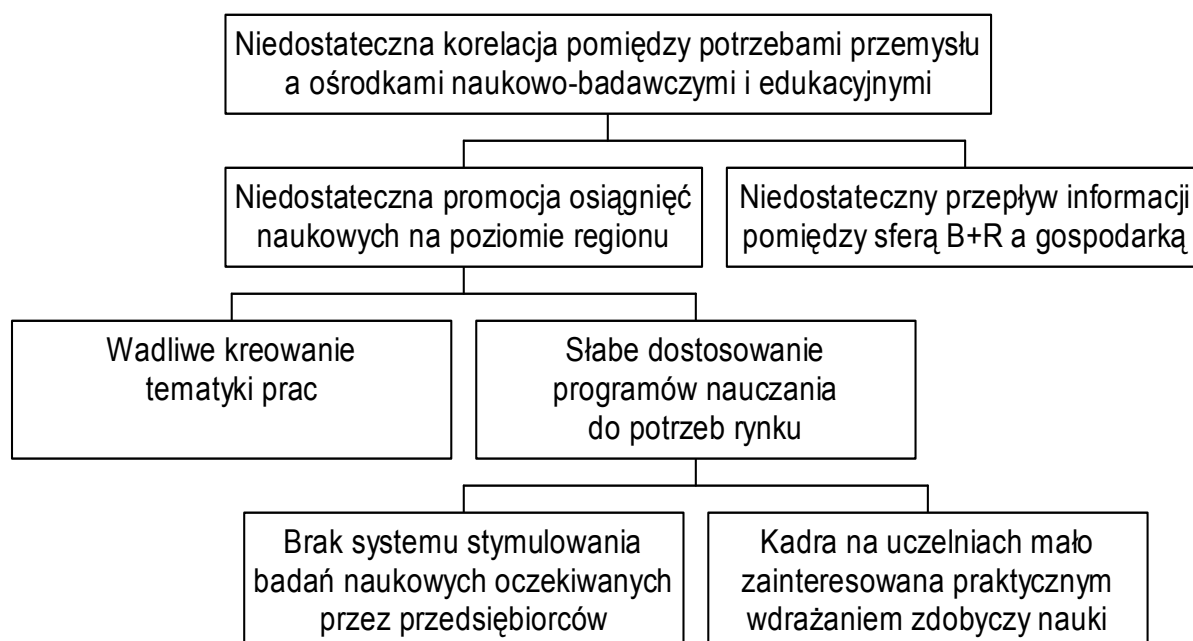 Niedostateczna korelacja pomiędzy potrzebami przemysłu
a ośrodkami naukowo-badawczymi i edukacyjnymi
Niedostateczna promocja osiągnięć
naukowych na poziomie regionu
Niedostateczny przepływ informacji
pomiędzy sferą B+R a gospodarką
Wadliwe kreowanie
tematyki prac
Słabe dostosowanie
programów nauczania
do potrzeb rynku
Brak systemu stymulowania
badań naukowych oczekiwanych
przez przedsiębiorców
Kadra na uczelniach mało
zainteresowana praktycznym
wdrażaniem zdobyczy nauki